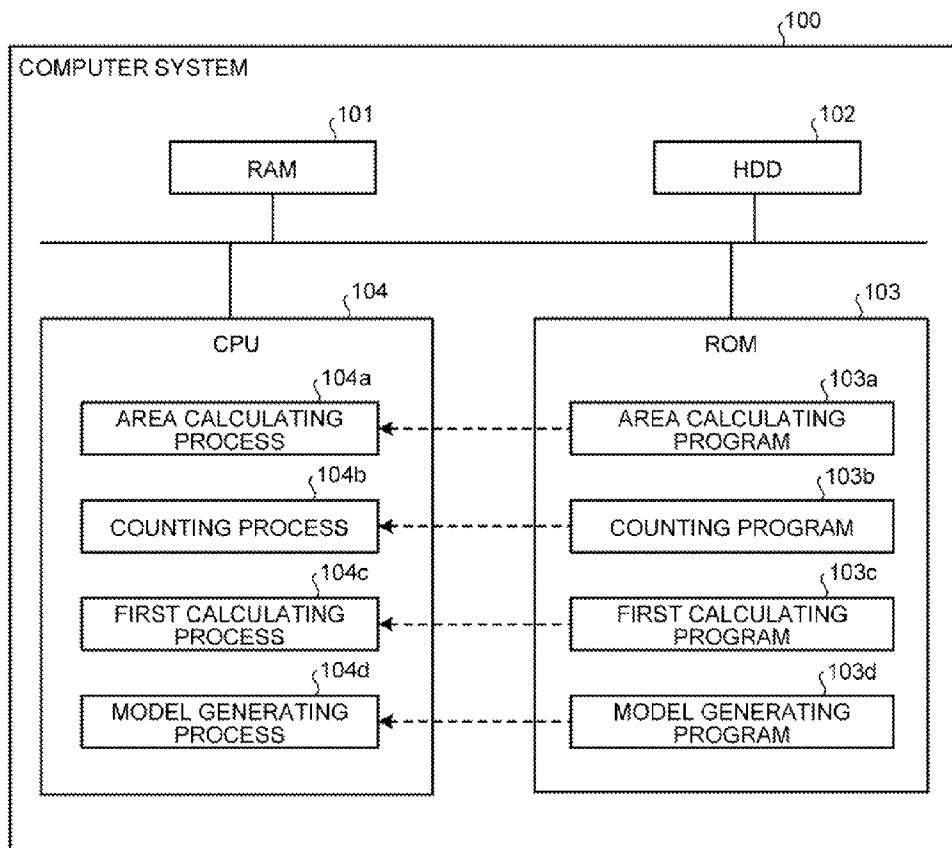 100
COMPUTER SYSTEM
101
102
RAM
HDD
104
103
CPU
ROM
104a
103a
AREA CALCULATING
PROCESS
AREA CALCULATING
PROGRAM
104b
103b
COUNTING PROCESS
COUNTING PROGRAM
104c
103c
FIRST CALCULATING
PROCESS
FIRST CALCULATING
PROGRAM
104d
103d
MODEL GENERATING
PROCESS
MODEL GENERATING
PROGRAM